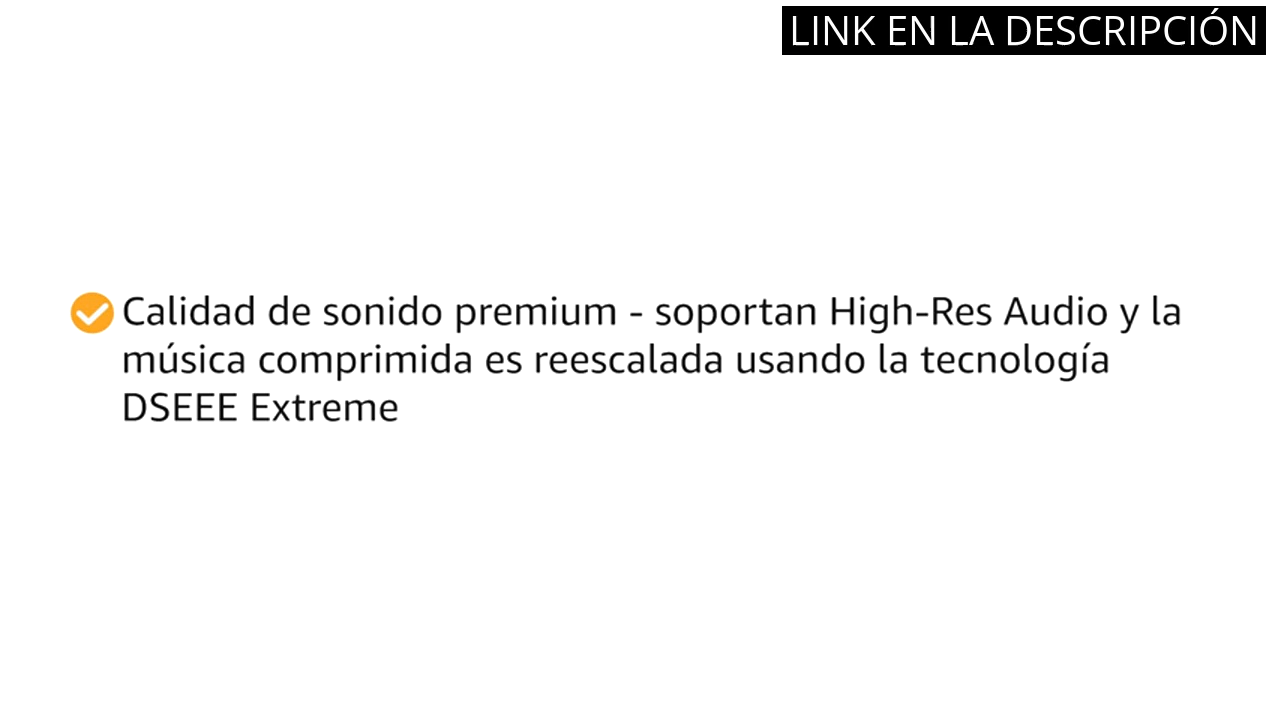 LINK EN LA DESCRIPCIÓN
Calidad de sonido premium - soportan High-Res Audio y la
música comprimida es reescalada usando la tecnología
DSEEE Extreme